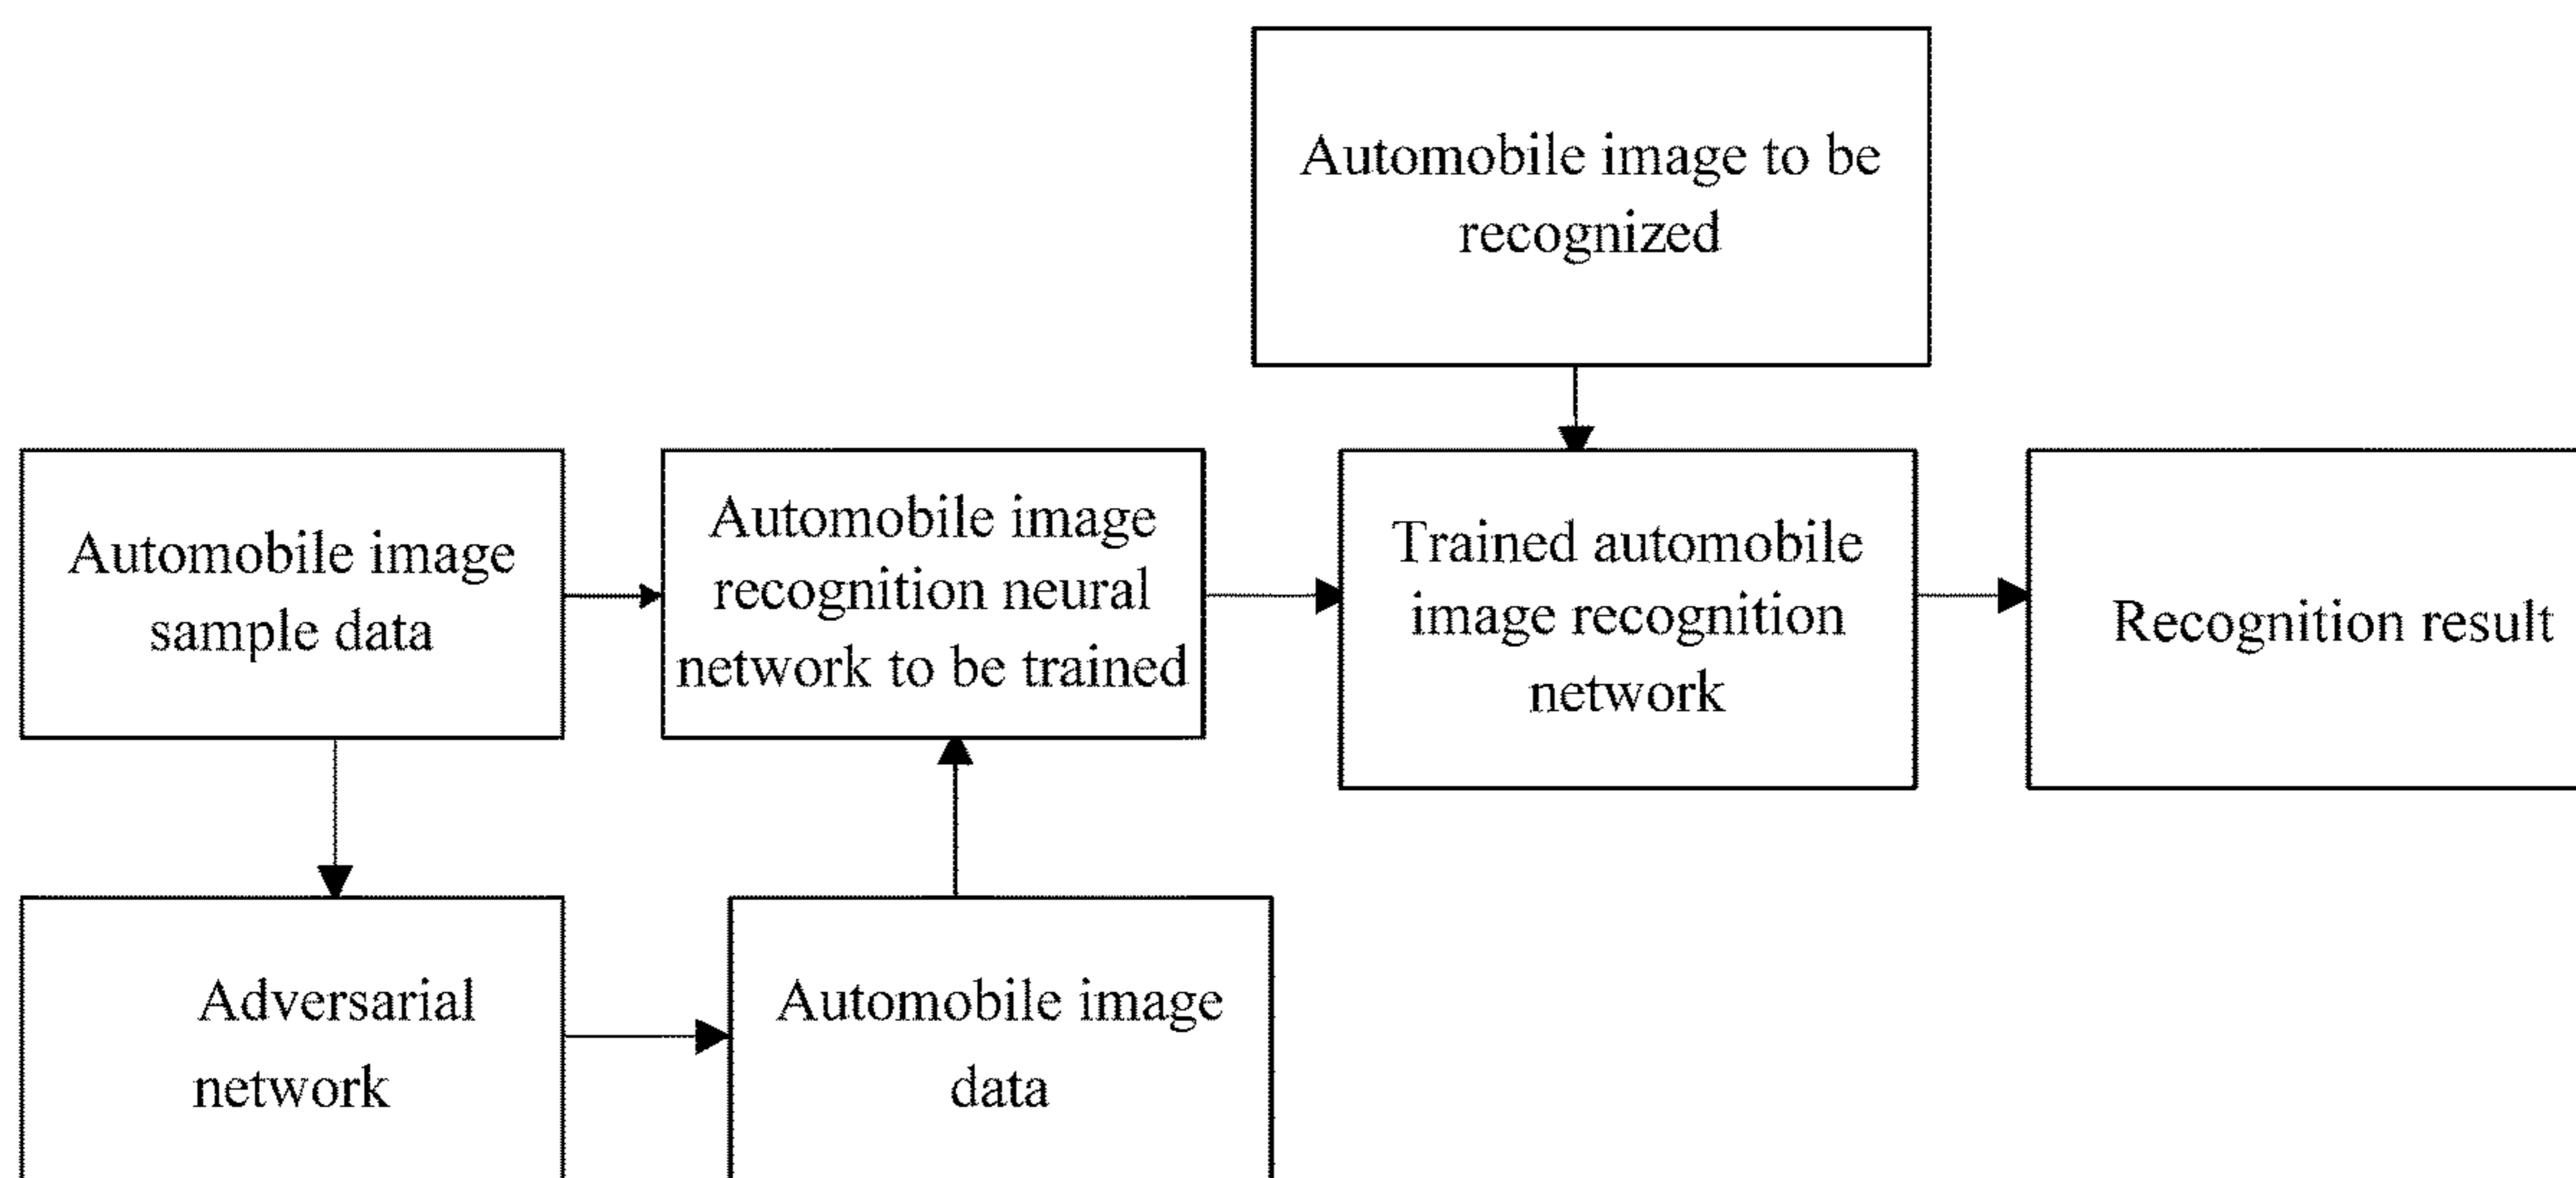 Automobile image to be
recognized
Automobile image
sample data
Automobile image
recognition neural
network to be trained
Trained automobile
image recognition
network
Recognition result
Adversarial
network
Automobile image
data